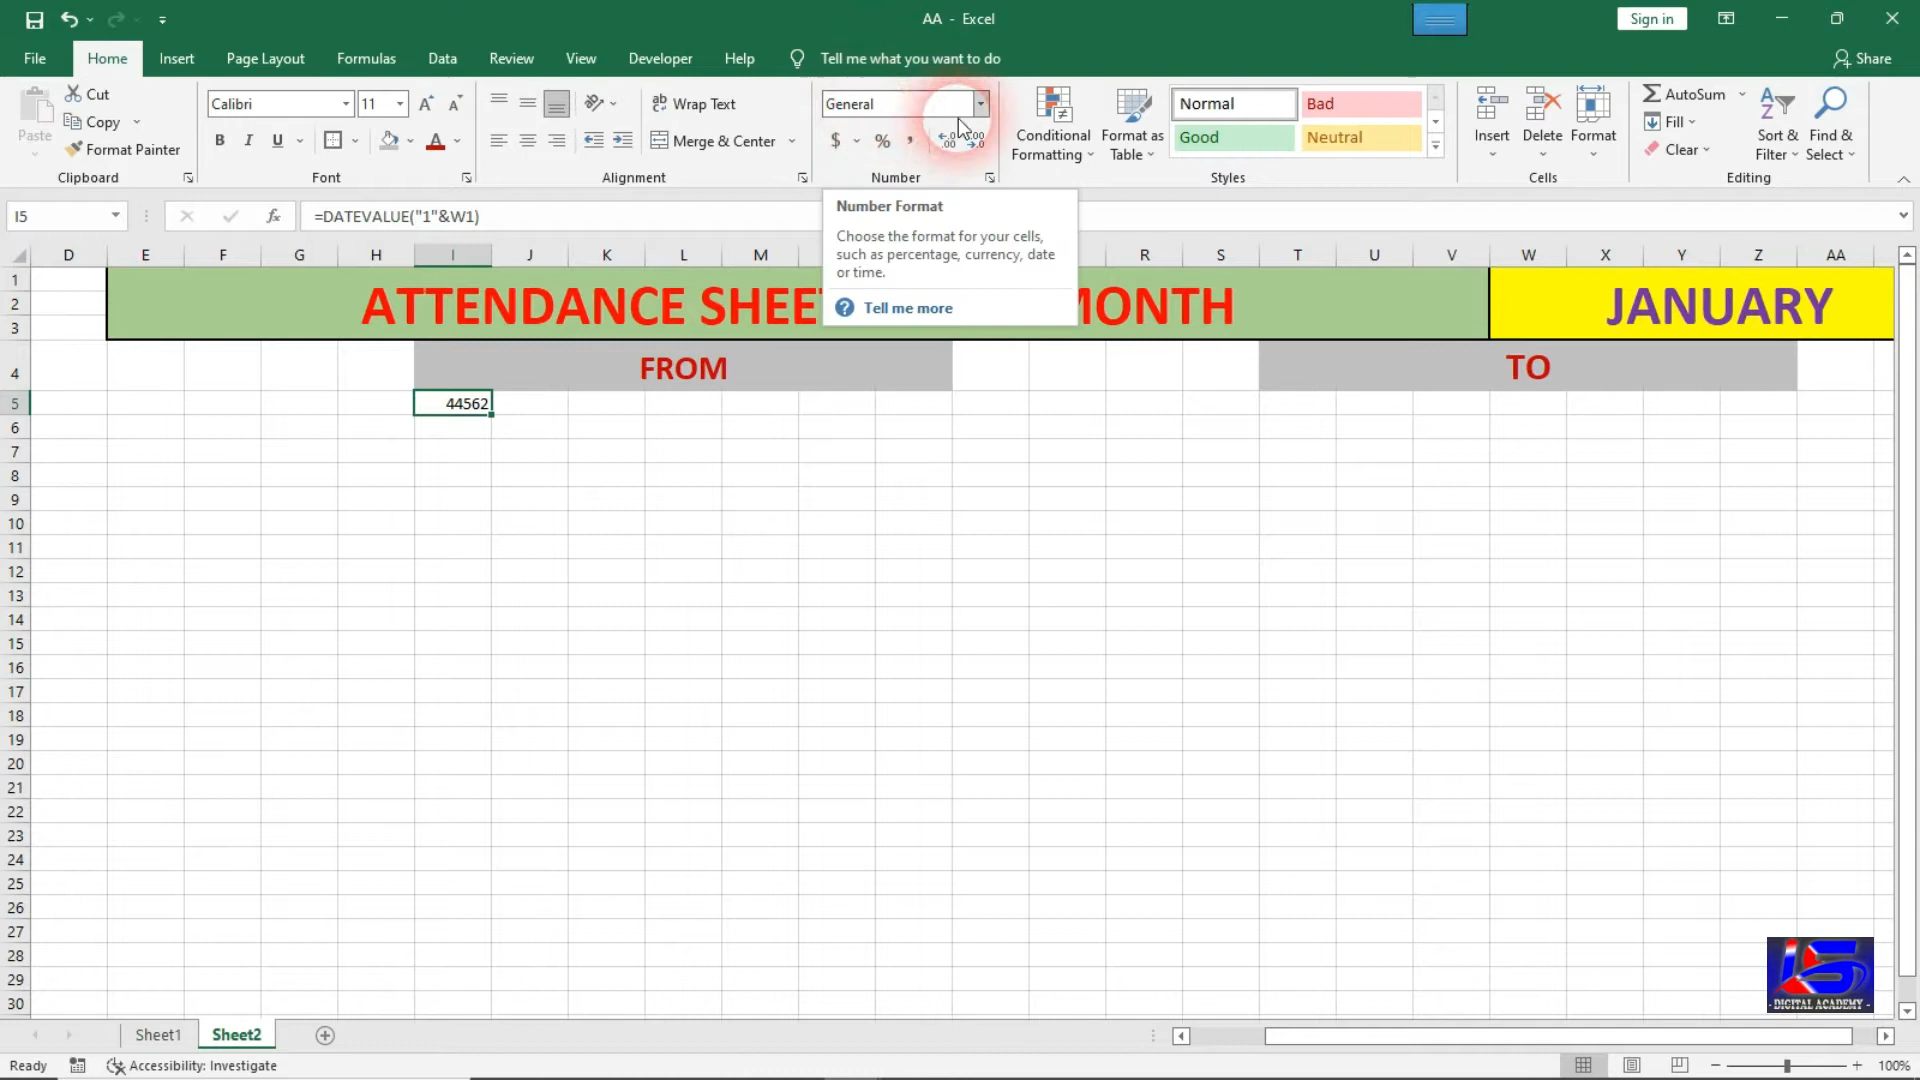 AA - Excel
Sign in
File Home Insert Page Layout Formulas Data Review View Developer Help Tell me what you want to do Share
Paste
Cut
Copy
Format Painter
Clipboard
Calibri 11
B I U
Font
Wrap Text
Merge & Center
Alignment
General
$ % ,
Number
Conditional Formatting
Format as Table
Normal Bad
Good Neutral
Styles
Insert Delete Format
Cells
AutoSum
Fill
Clear
Sort & Filter
Find & Select
Editing
I5 fx =DATEVALUE("1"&W1)
Number Format
Choose the format for your cells,
such as percentage, currency, date
or time.
Tell me more
D E F G H I J K L M R S T U V W X Y Z AA
1
2
3
ATTENDANCE SHEE MONTH JANUARY
4 FROM TO
5 44562
6
7
8
9
10
11
12
13
14
15
16
17
18
19
20
21
22
23
24
25
26
27
28
29
30
LS
- DIGITAL ACADEMY -
Sheet1 Sheet2
Ready Accessibility: Investigate 100%